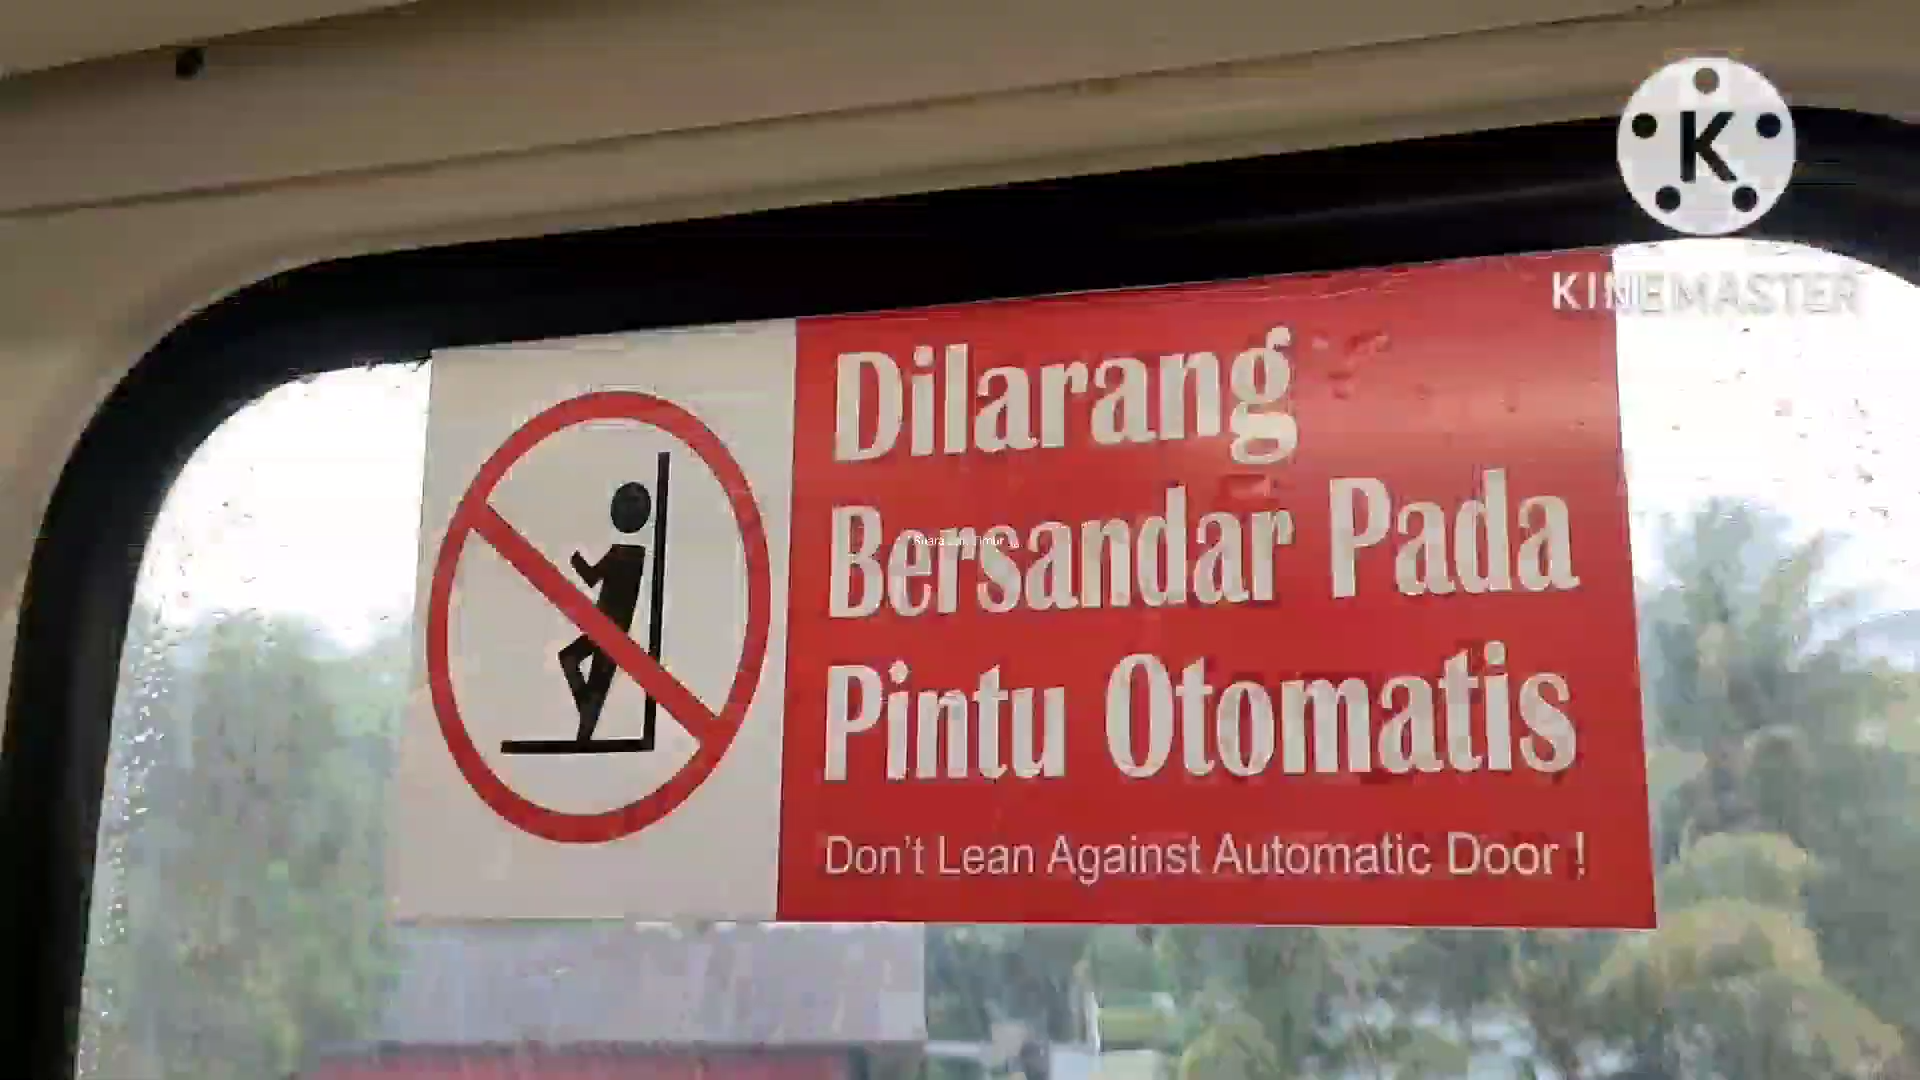 K
KINEMASTER
Dilarang
Bersandar Pada
Pintu Otomatis
Don't Lean Against Automatic Door !